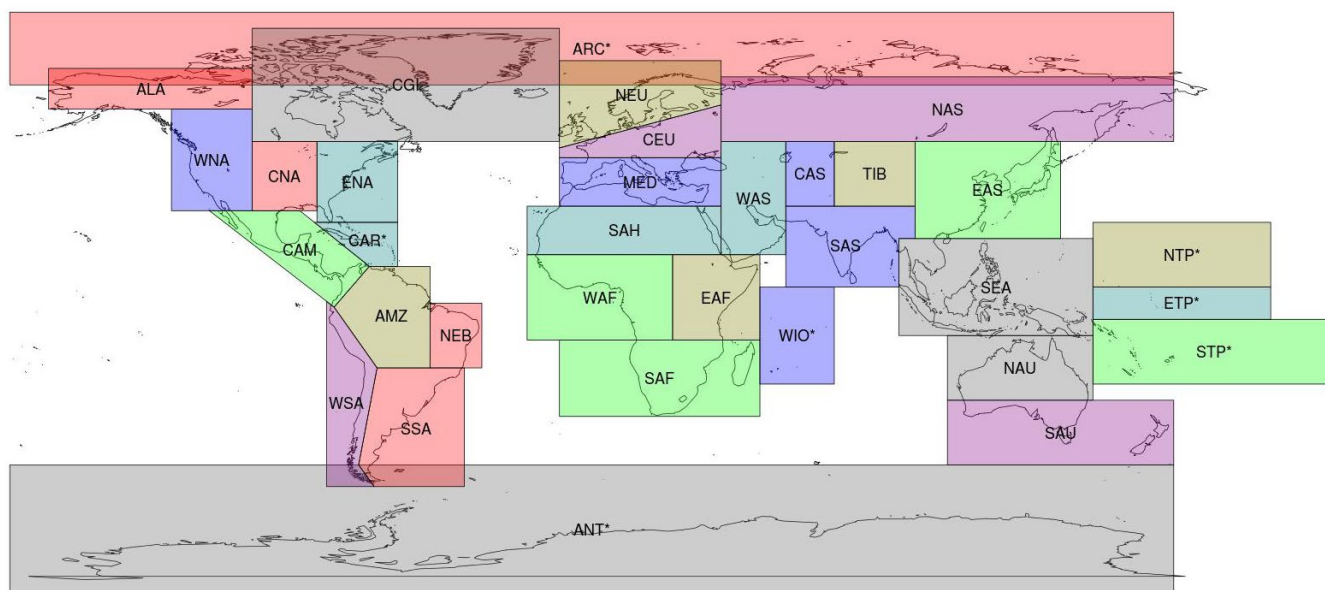 ARC*
ALA
CGI
NEU
NAS
CEU
WNA
CNA
ENA
MED
WAS
CAS
TIB
EAS
CAR*
CAM
SAH
SAS
NTP*
SEA
WAF
EAF
ETP*
AMZ
NEB
WIO*
STP*
NAU
SAF
WSA
SSA
SAU
ANT*